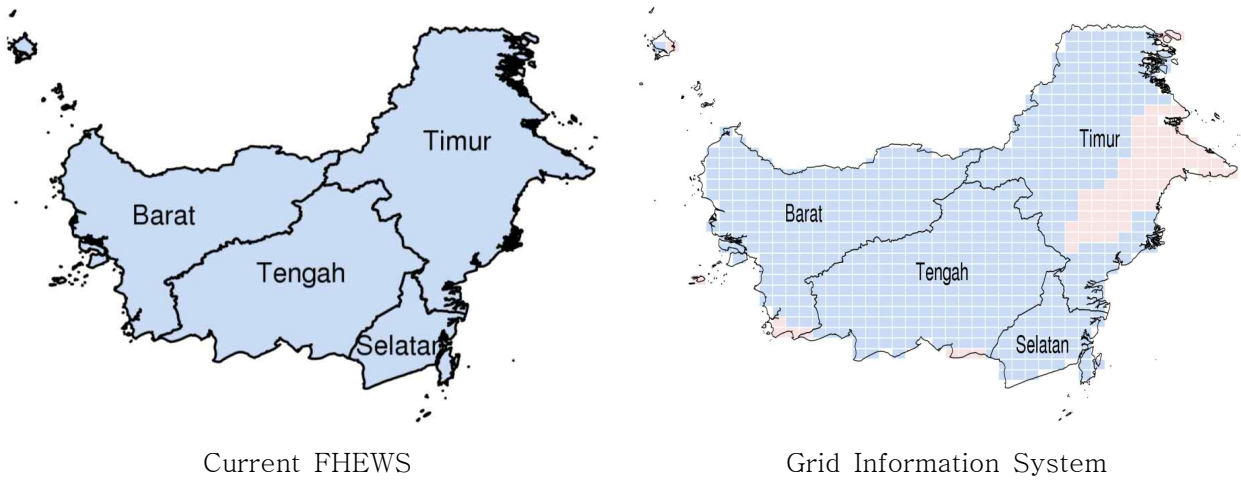 Timur
Barat
Tengah
Selatan
Timur
Barat
Tengah
Selatan
Current FHEWS
Grid Information System